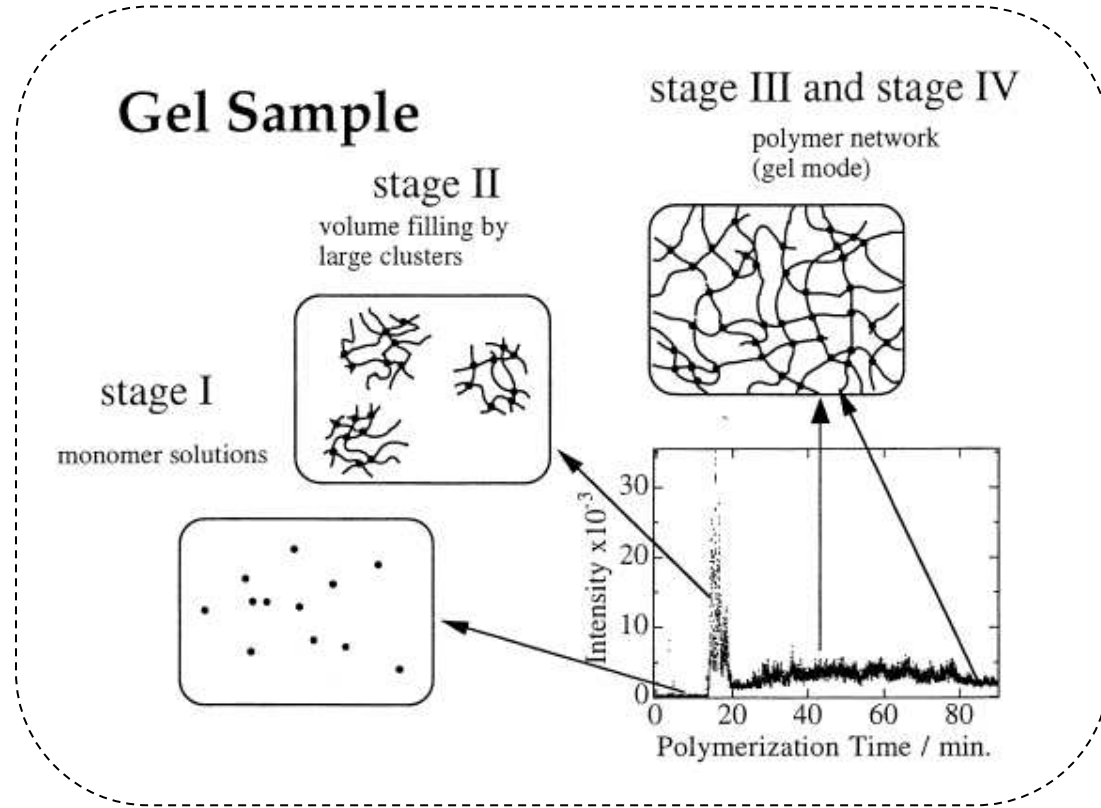 Gel Sample
stage III and stage IV
polymer network
(gel mode)
stage II
volume filling by
large clusters
stage I
monomer solutions
Intensity x10-3
30
20
10
0
0
20
40
60
80
Polymerization Time / min.